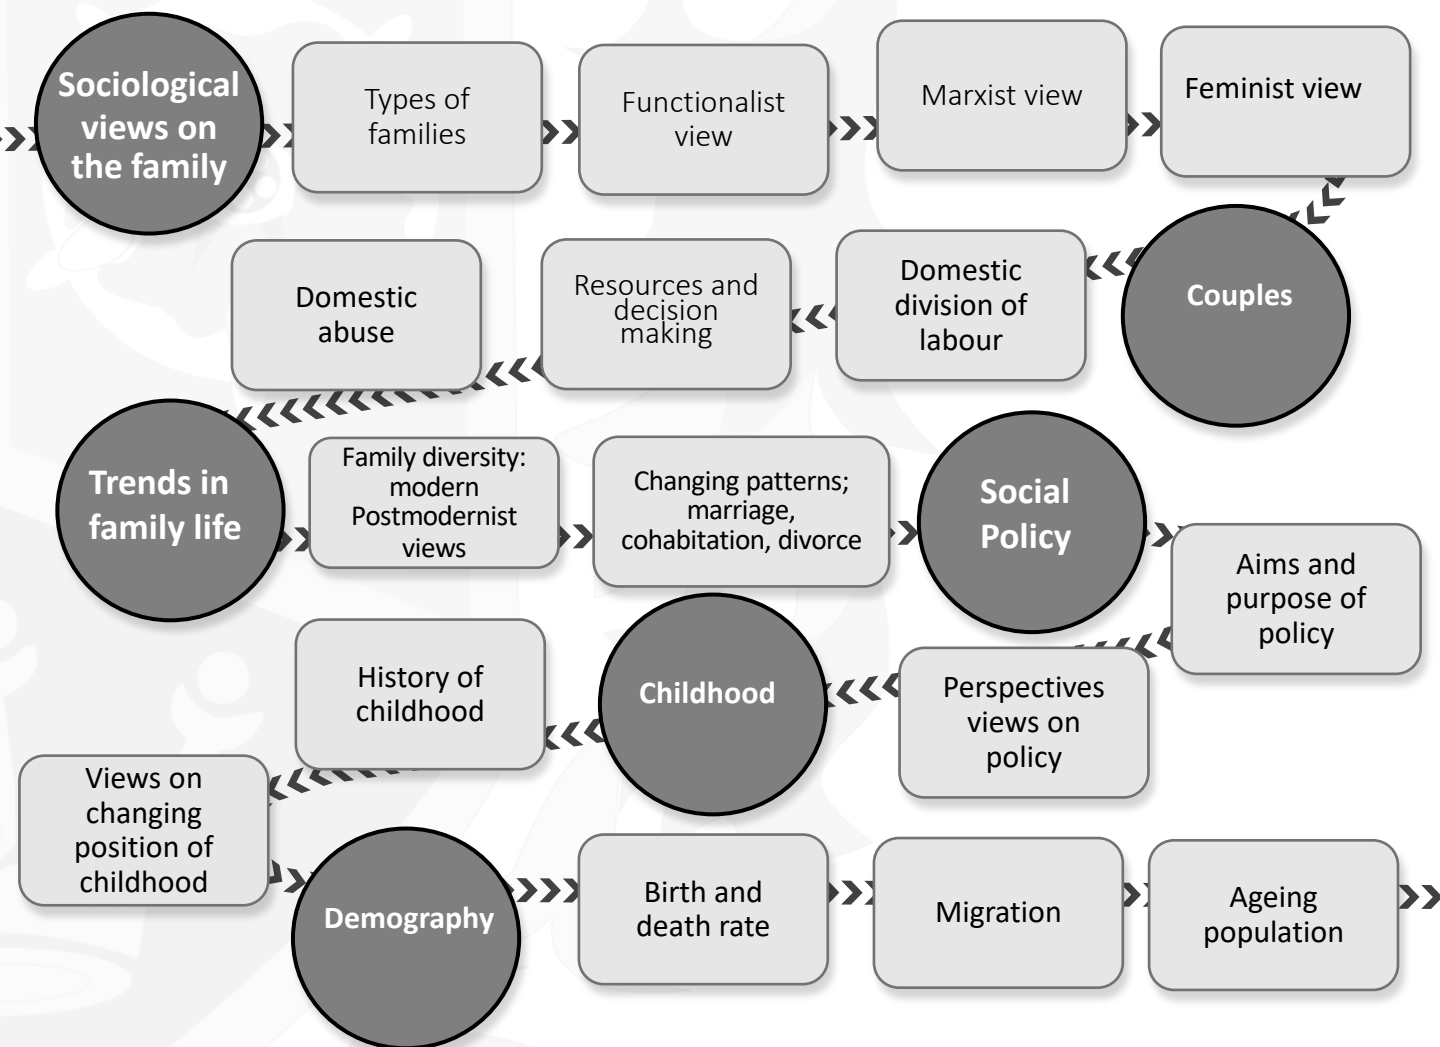 Sociological
views on
the family
Types of
families
Functionalist
view
Marxist view
Feminist view
Couples
Domestic
division of
labour
Resources and
decision
making
Domestic
abuse
Trends in
family life
Family diversity:
modern
Postmodernist
views
Changing patterns;
marriage,
cohabitation, divorce
Social
Policy
Aims and
purpose of
policy
Perspectives
views on
policy
Childhood
History of
childhood
Views on
changing
position of
childhood
Demography
Birth and
death rate
Migration
Ageing
population